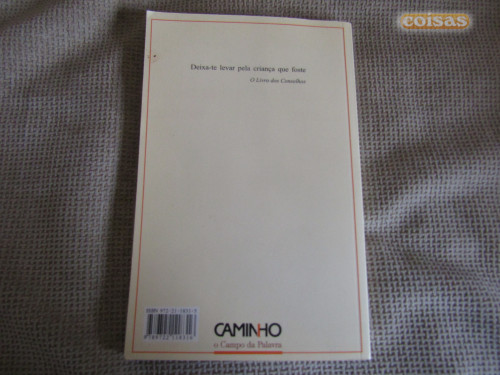 coisas
Deixa-te levar pela criança que foste
O Livro dos Conselhos
CAMINHO
o Campo da Palavra